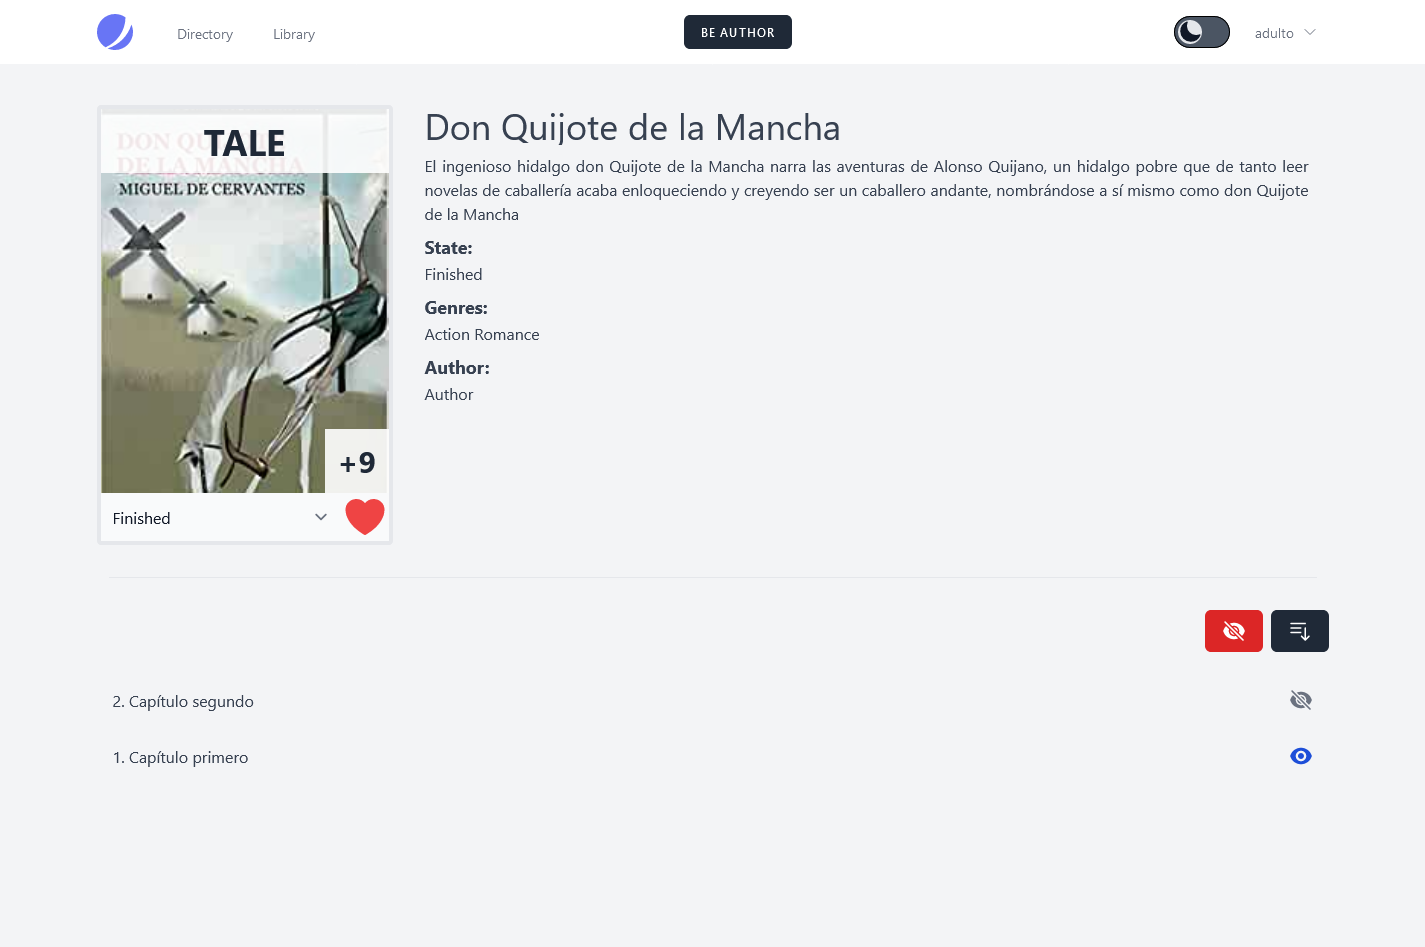 Directory
Library
BE AUTHOR
adulto
DON QU
TALE
DE LA MANCHA
MIGUEL DE CERVANTES
+9
Finished
Don Quijote de la Mancha
El ingenioso hidalgo don Quijote de la Mancha narra las aventuras de Alonso Quijano, un hidalgo pobre que de tanto leer
novelas de caballería acaba enloqueciendo y creyendo ser un caballero andante, nombrándose a sí mismo como don Quijote
de la Mancha
State:
Finished
Genres:
Action Romance
Author:
Author
2. Capítulo segundo
1. Capítulo primero